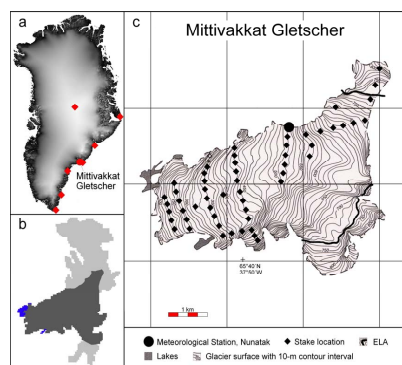 a
Mittivakkat
Gletscher
b
c
Mittivakkat Gletscher
65°40´N
37°50´W
1 km
Meteorological Station, Nunatak
Stake location
ELA
Lakes
Glacier surface with 10-m contour interval